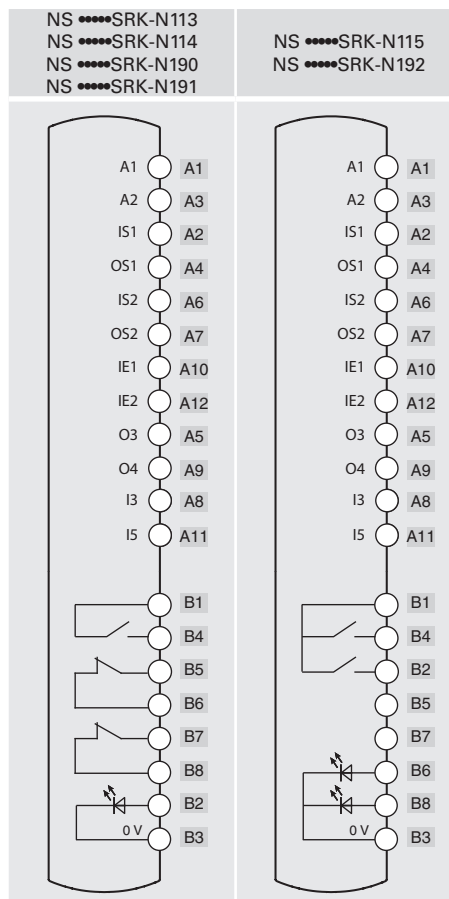 NS •••••SRK-N113
NS •••••SRK-N114
NS •••••SRK-N190
NS •••••SRK-N191
NS •••••SRK-N115
NS •••••SRK-N192
A1 A1
A2 A3
IS1 A2
OS1 A4
IS2 A6
OS2 A7
IE1 A10
IE2 A12
O3 A5
O4 A9
I3 A8
I5 A11
B1
B4
B5
B6
B7
B8
B2
0 V B3
A1 A1
A2 A3
IS1 A2
OS1 A4
IS2 A6
OS2 A7
IE1 A10
IE2 A12
O3 A5
O4 A9
I3 A8
I5 A11
B1
B4
B2
B5
B7
B6
B8
0 V B3